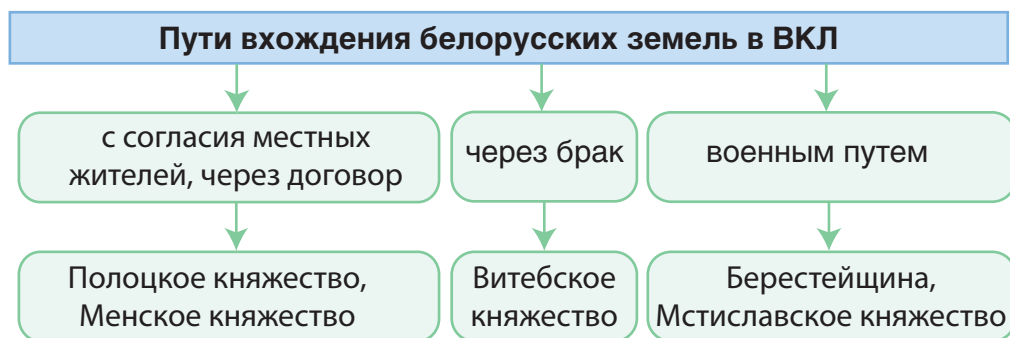 Пути вхождения белорусских земель в ВКЛ
с согласия местных
жителей, через договор
через брак
военным путем
Полоцкое княжество,
Менское княжество
Витебское
княжество
Берестейщина,
Мстиславское княжество